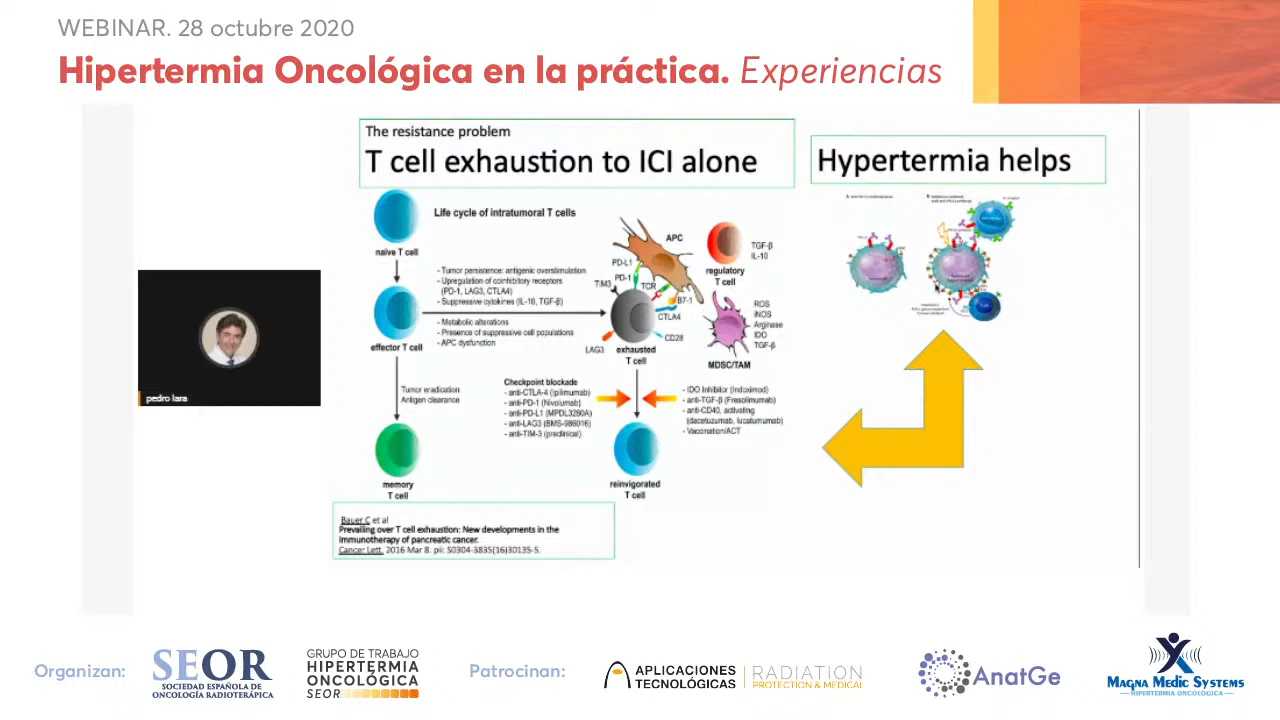 WEBINAR. 28 octubre 2020
Hipertermia Oncológica en la práctica. Experiencias
The resistance problem
T cell exhaustion to ICI alone
Hypertermia helps
Life cycle of intratumoral T cells
naive T cell
- Tumor persistence: antigenic overstimulation
- Upregulation of coinhibitory receptors
(PD-1, LAG3, CTLA4)
- Suppressive cytokines (IL-10, TGF-β)
- Metabolic alterations
- Presence of suppressive cell populations
- APC dysfunction
effector T cell
APC
PD-L1
PD-1
TIM3
TCR
B7-1
CTLA4
CD28
LAG3
exhausted
T cell
TGF-β
IL-10
regulatory
T cell
ROS
iNOS
Arginase
IDO
TGF-β
MDSC/TAM
Tumor eradication
Antigen clearance
Checkpoint blockade
- anti-CTLA-4 (Ipilimumab)
- anti-PD-1 (Nivolumab)
- anti-PD-L1 (MPDL3280A)
- anti-LAG3 (BMS-986016)
- anti-TIM-3 (preclinical)
- IDO Inhibitor (Indoximod)
- anti-TGF-β (Fresolimumab)
- anti-CD40, activating
(dacetuzumab, lucatumumab)
- Vaccination/ACT
memory
T cell
reinvigorated
T cell
pedro lara
Bauer C et al
Prevailing over T cell exhaustion: New developments in the
immunotherapy of pancreatic cancer.
Cancer Lett. 2016 Mar 8. pii: S0304-3835(16)30135-5.
Organizan:
SEOR
SOCIEDAD ESPAÑOLA DE
ONCOLOGÍA RADIOTERÁPICA
GRUPO DE TRABAJO
HIPERTERMIA
ONCOLÓGICA
SEOR
Patrocinan:
APLICACIONES
TECNOLÓGICAS
RADIATION
PROTECTION & MEDICAL
AnatGe
MAGNA MEDIC SYSTEMS
HIPERTERMIA ONCOLÓGICA